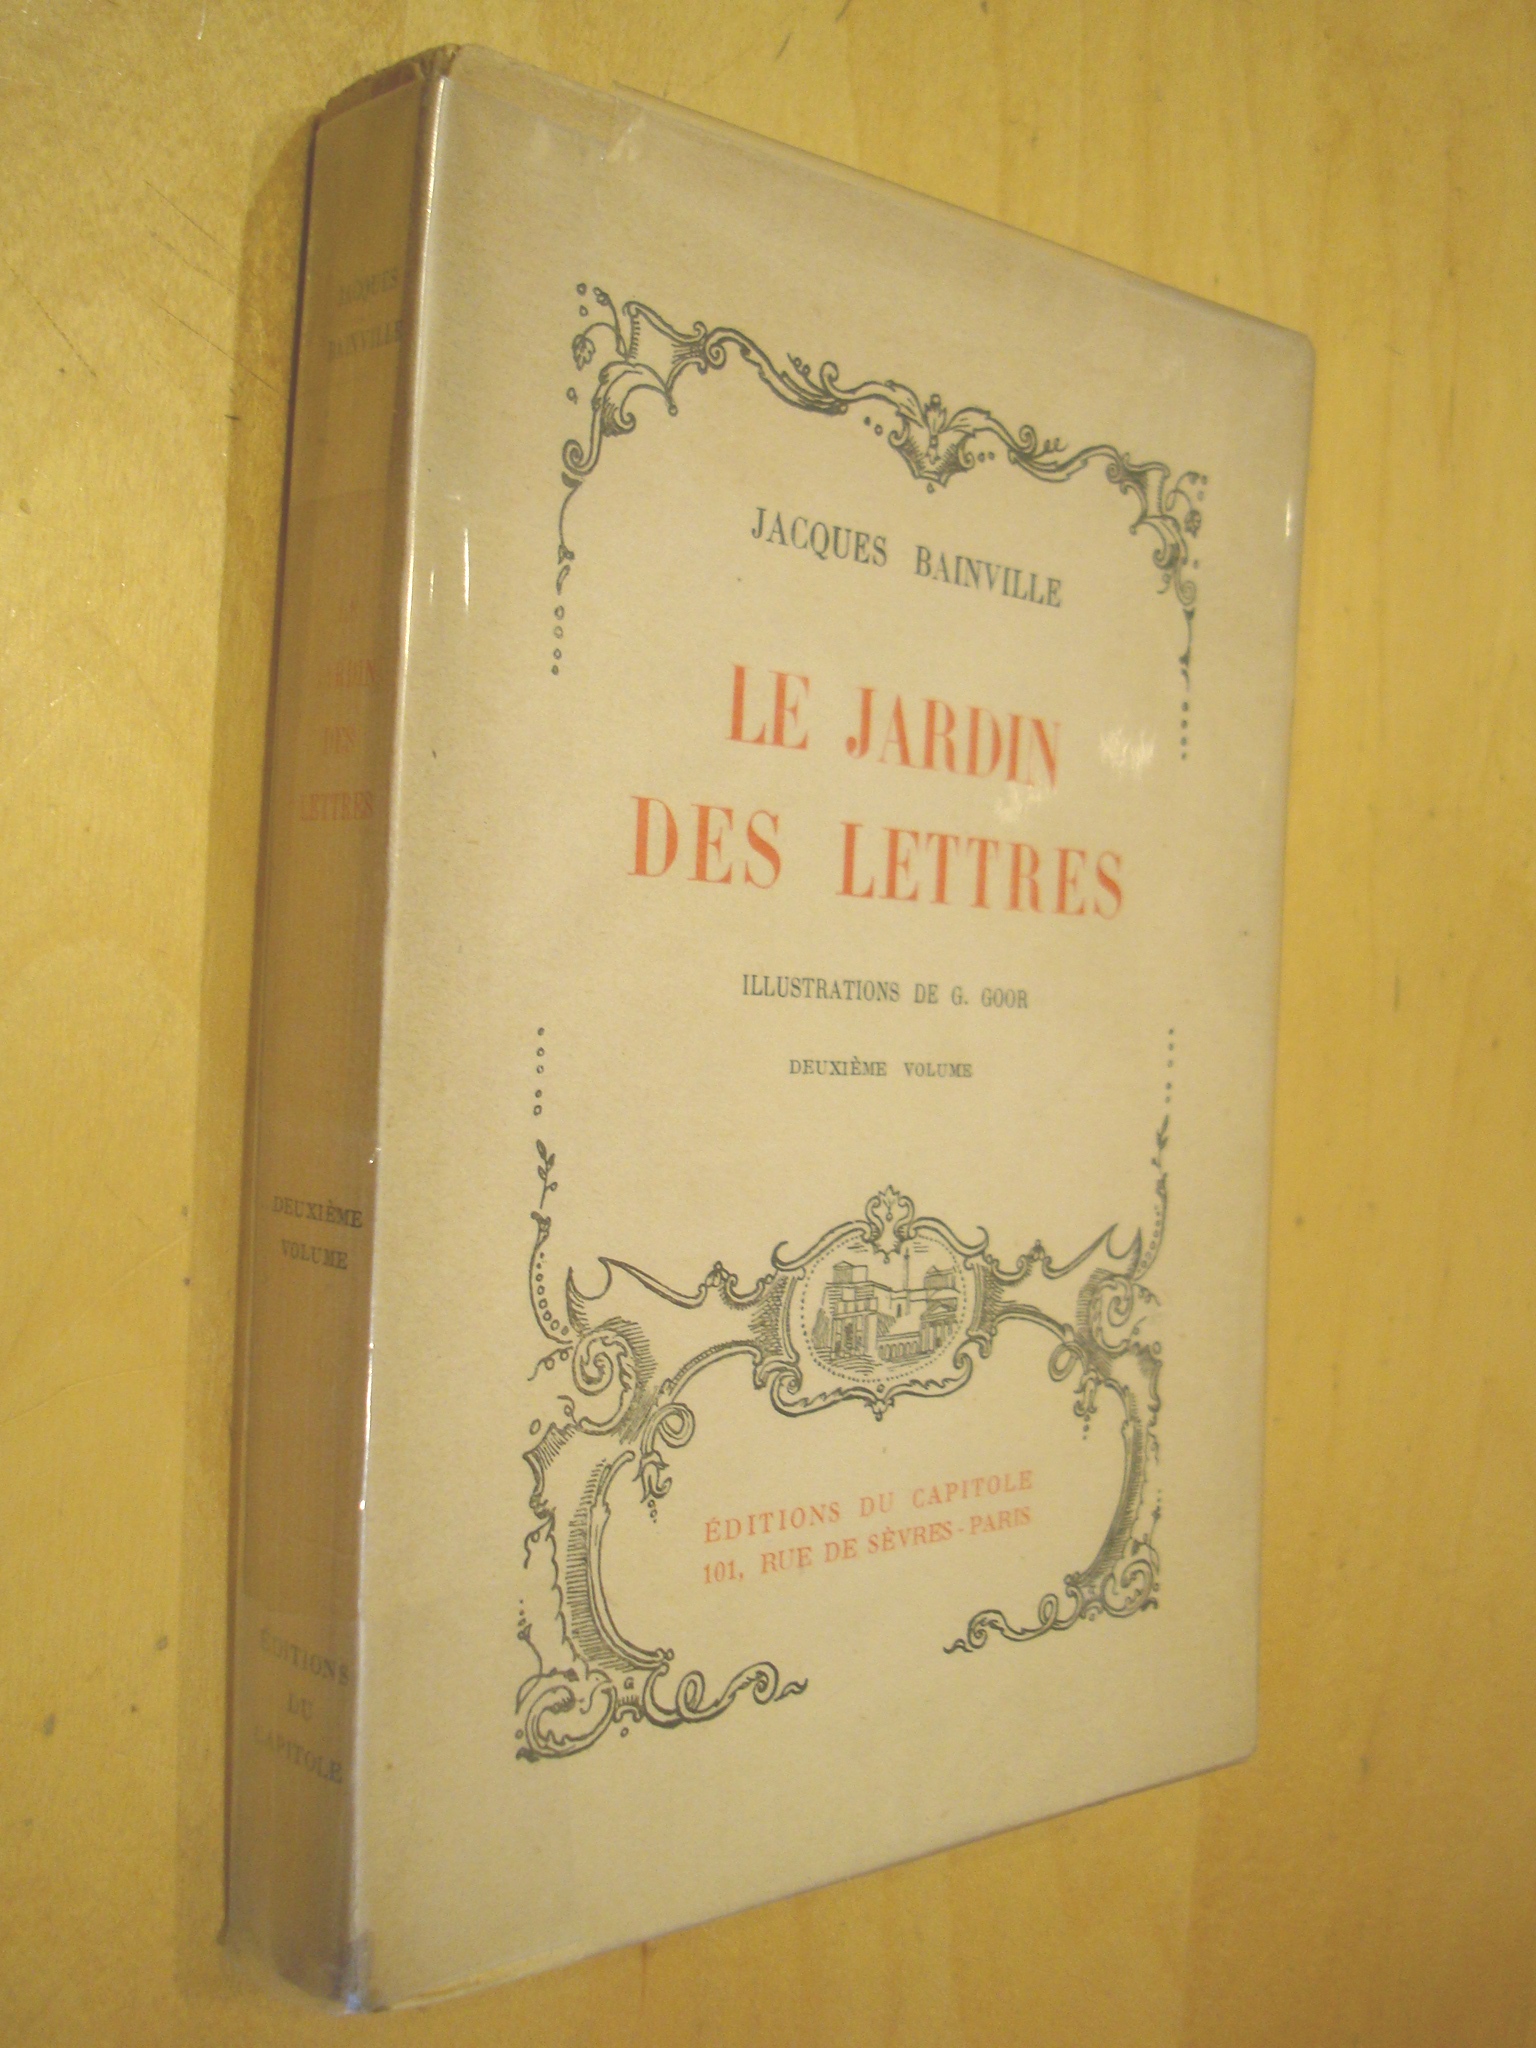 JACQUES BAINVILLE
LE JARDIN
DES LETTRES
ILLUSTRATIONS DE G. GOOR
DEUXIÈME VOLUME
ÉDITIONS DU CAPITOLE
101, RUE DE SÈVRES-PARIS
JACQUES
BAINVILLE
JARDIN
DES
LETTRES
DEUXIÈME
VOLUME
ÉDITIONS
DU
CAPITOLE